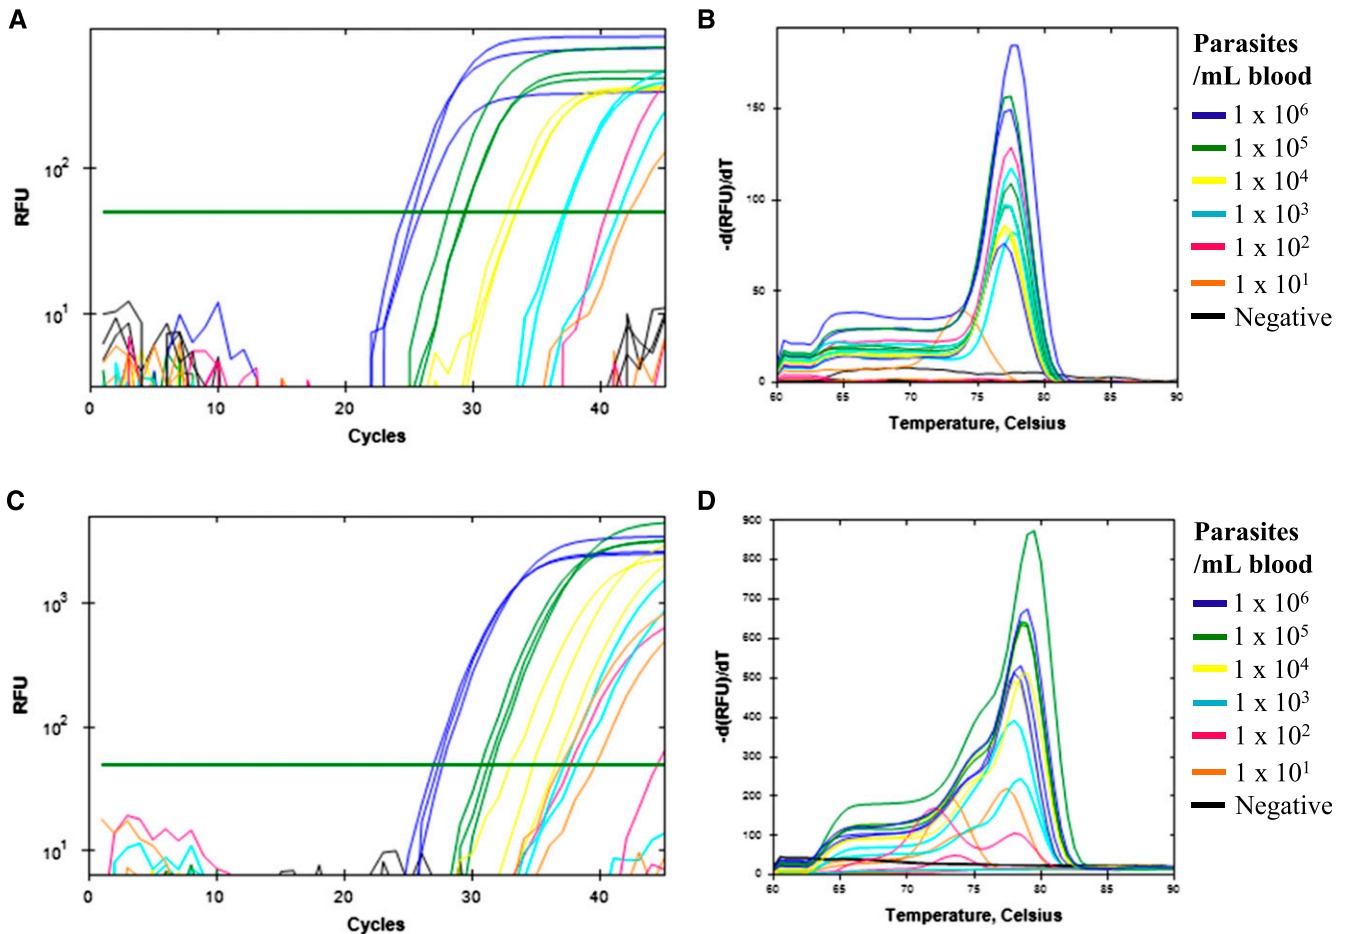 A
RFU
10²
10¹
0 10 20 30 40
Cycles
B
-d(RFU)/dT
150
100
50
0
60 65 70 75 80 85 90
Temperature, Celsius
Parasites
/mL blood
1 x 10⁶
1 x 10⁵
1 x 10⁴
1 x 10³
1 x 10²
1 x 10¹
Negative
C
RFU
10³
10²
10¹
0 10 20 30 40
Cycles
D
-d(RFU)/dT
900
800
700
600
500
400
300
200
100
0
60 65 70 75 80 85 90
Temperature, Celsius
Parasites
/mL blood
1 x 10⁶
1 x 10⁵
1 x 10⁴
1 x 10³
1 x 10²
1 x 10¹
Negative